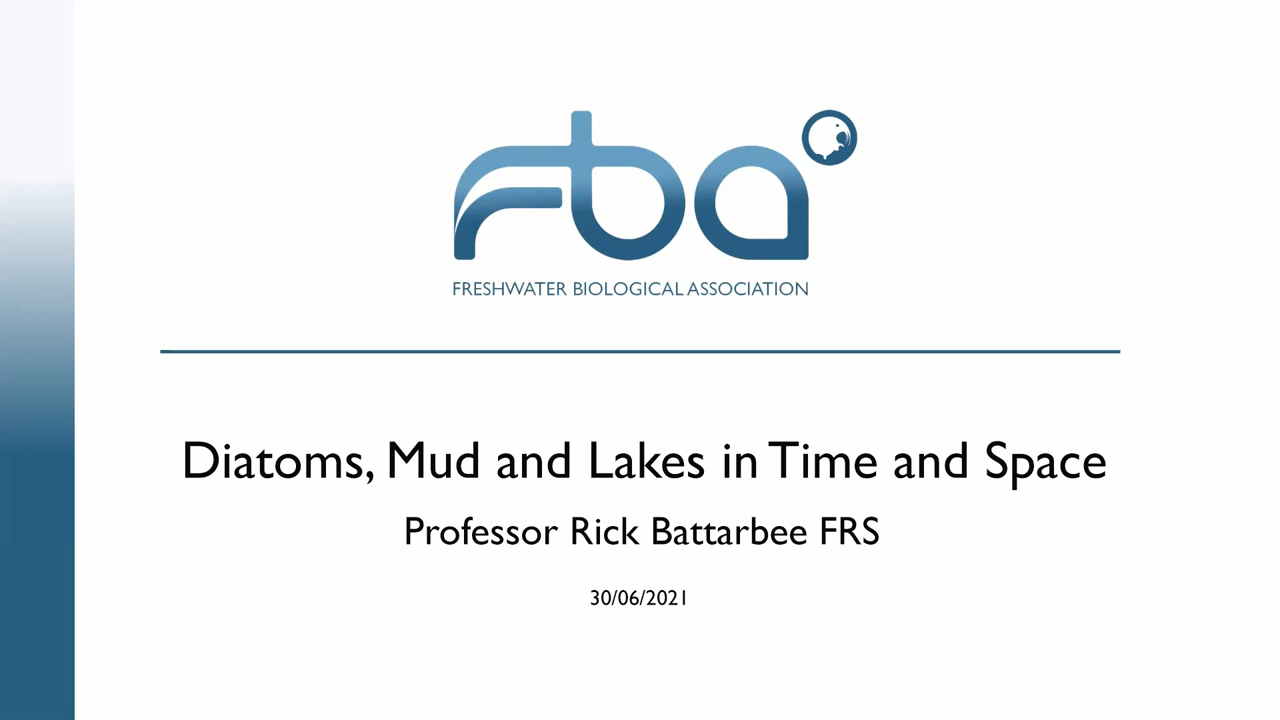 fba
FRESHWATER BIOLOGICAL ASSOCIATION
Diatoms, Mud and Lakes in Time and Space
Professor Rick Battarbee FRS
30/06/2021